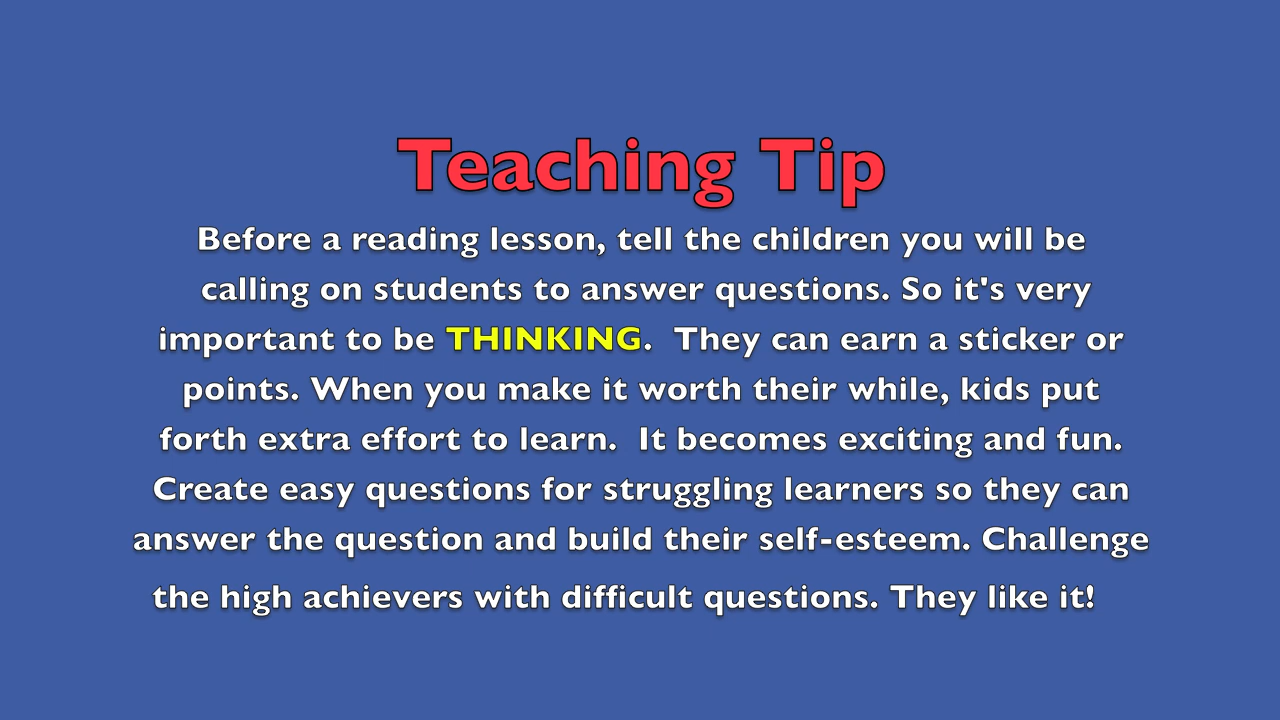 Teaching Tip
Before a reading lesson, tell the children you will be
calling on students to answer questions. So it's very
important to be THINKING.  They can earn a sticker or
points. When you make it worth their while, kids put
forth extra effort to learn.  It becomes exciting and fun.
Create easy questions for struggling learners so they can
answer the question and build their self-esteem. Challenge
the high achievers with difficult questions. They like it!